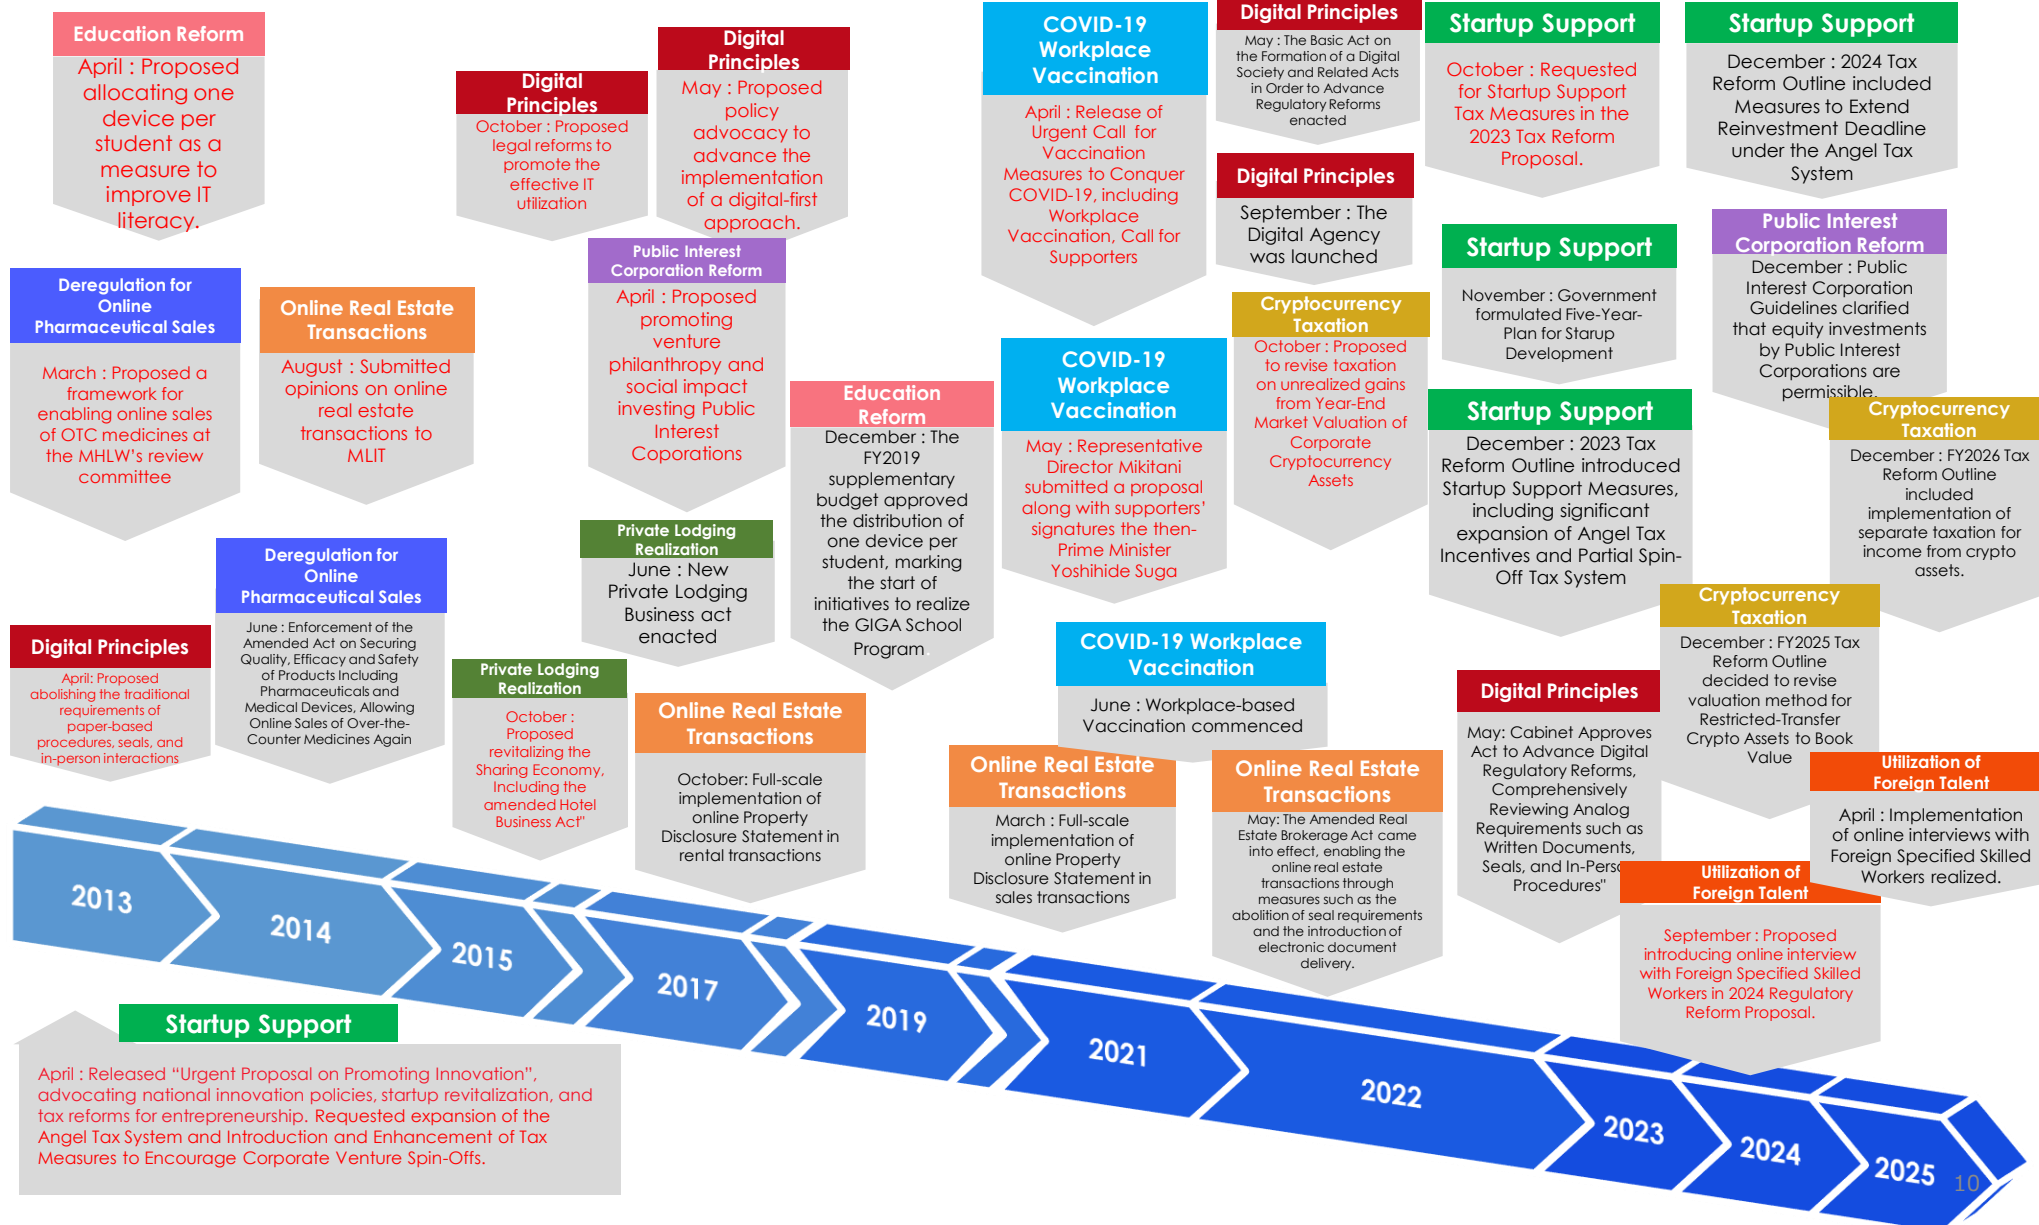 Education Reform
April : Proposed
allocating one
device per
student as a
measure to
improve IT
literacy.
Deregulation for
Online
Pharmaceutical Sales
March : Proposed a
framework for
enabling online sales
of OTC medicines at
the MHLW's review
committee
Digital Principles
April: Proposed
abolishing the traditional
requirements of
paper-based
procedures, seals, and
in-person interactions
Online Real Estate
Transactions
August : Submitted
opinions on online
real estate
transactions to
MLIT
Deregulation for
Online
Pharmaceutical Sales
June : Enforcement of the
Amended Act on Securing
Quality, Efficacy and Safety
of Products Including
Pharmaceuticals and
Medical Devices, Allowing
Online Sales of Over-the-
Counter Medicines Again
Digital
Principles
October : Proposed
legal reforms to
promote the
effective IT
utilization
Private Lodging
Realization
October :
Proposed
revitalizing the
Sharing Economy,
Including the
amended Hotel
Business Act"
Digital
Principles
May : Proposed
policy
advocacy to
advance the
implementation
of a digital-first
approach.
Public Interest
Corporation Reform
April : Proposed
promoting
venture
philanthropy and
social impact
investing Public
Interest
Coporations
Private Lodging
Realization
June : New
Private Lodging
Business act
enacted
Online Real Estate
Transactions
October: Full-scale
implementation of
online Property
Disclosure Statement in
rental transactions
Education
Reform
December : The
FY2019
supplementary
budget approved
the distribution of
one device per
student, marking
the start of
initiatives to realize
the GIGA School
Program.
COVID-19
Workplace
Vaccination
April : Release of
Urgent Call for
Vaccination
Measures to Conquer
COVID-19, including
Workplace
Vaccination, Call for
Supporters
COVID-19
Workplace
Vaccination
May : Representative
Director Mikitani
submitted a proposal
along with supporters'
signatures the then-
Prime Minister
Yoshihide Suga
COVID-19 Workplace
Vaccination
June : Workplace-based
Vaccination commenced
Online Real Estate
Transactions
March : Full-scale
implementation of
online Property
Disclosure Statement in
sales transactions
Digital Principles
May : The Basic Act on
the Formation of a Digital
Society and Related Acts
in Order to Advance
Regulatory Reforms
enacted
Digital Principles
September : The
Digital Agency
was launched
Cryptocurrency
Taxation
October : Proposed
to revise taxation
on unrealized gains
from Year-End
Market Valuation of
Corporate
Cryptocurrency
Assets
Online Real Estate
Transactions
May: The Amended Real
Estate Brokerage Act came
into effect, enabling the
online real estate
transactions through
measures such as the
abolition of seal requirements
and the introduction of
electronic document
delivery.
Startup Support
October : Requested
for Startup Support
Tax Measures in the
2023 Tax Reform
Proposal.
Startup Support
November : Government
formulated Five-Year-
Plan for Starup
Development
Startup Support
December : 2023 Tax
Reform Outline introduced
Startup Support Measures,
including significant
expansion of Angel Tax
Incentives and Partial Spin-
Off Tax System
Digital Principles
May: Cabinet Approves
Act to Advance Digital
Regulatory Reforms,
Comprehensively
Reviewing Analog
Requirements such as
Written Documents,
Seals, and In-Perso
Procedures"
Startup Support
December : 2024 Tax
Reform Outline included
Measures to Extend
Reinvestment Deadline
under the Angel Tax
System
Public Interest
Corporation Reform
December : Public
Interest Corporation
Guidelines clarified
that equity investments
by Public Interest
Corporations are
permissible.
Cryptocurrency
Taxation
December : FY2026 Tax
Reform Outline
included
implementation of
separate taxation for
income from crypto
assets.
Cryptocurrency
Taxation
December : FY2025 Tax
Reform Outline
decided to revise
valuation method for
Restricted-Transfer
Crypto Assets to Book
Value
Utilization of
Foreign Talent
April : Implementation
of online interviews with
Foreign Specified Skilled
Workers realized.
Utilization of
Foreign Talent
September : Proposed
introducing online interview
with Foreign Specified Skilled
Workers in 2024 Regulatory
Reform Proposal.
2013
2014
2015
2017
2019
2021
2022
2023
2024
2025
Startup Support
April : Released “Urgent Proposal on Promoting Innovation”,
advocating national innovation policies, startup revitalization, and
tax reforms for entrepreneurship. Requested expansion of the
Angel Tax System and Introduction and Enhancement of Tax
Measures to Encourage Corporate Venture Spin-Offs.
10